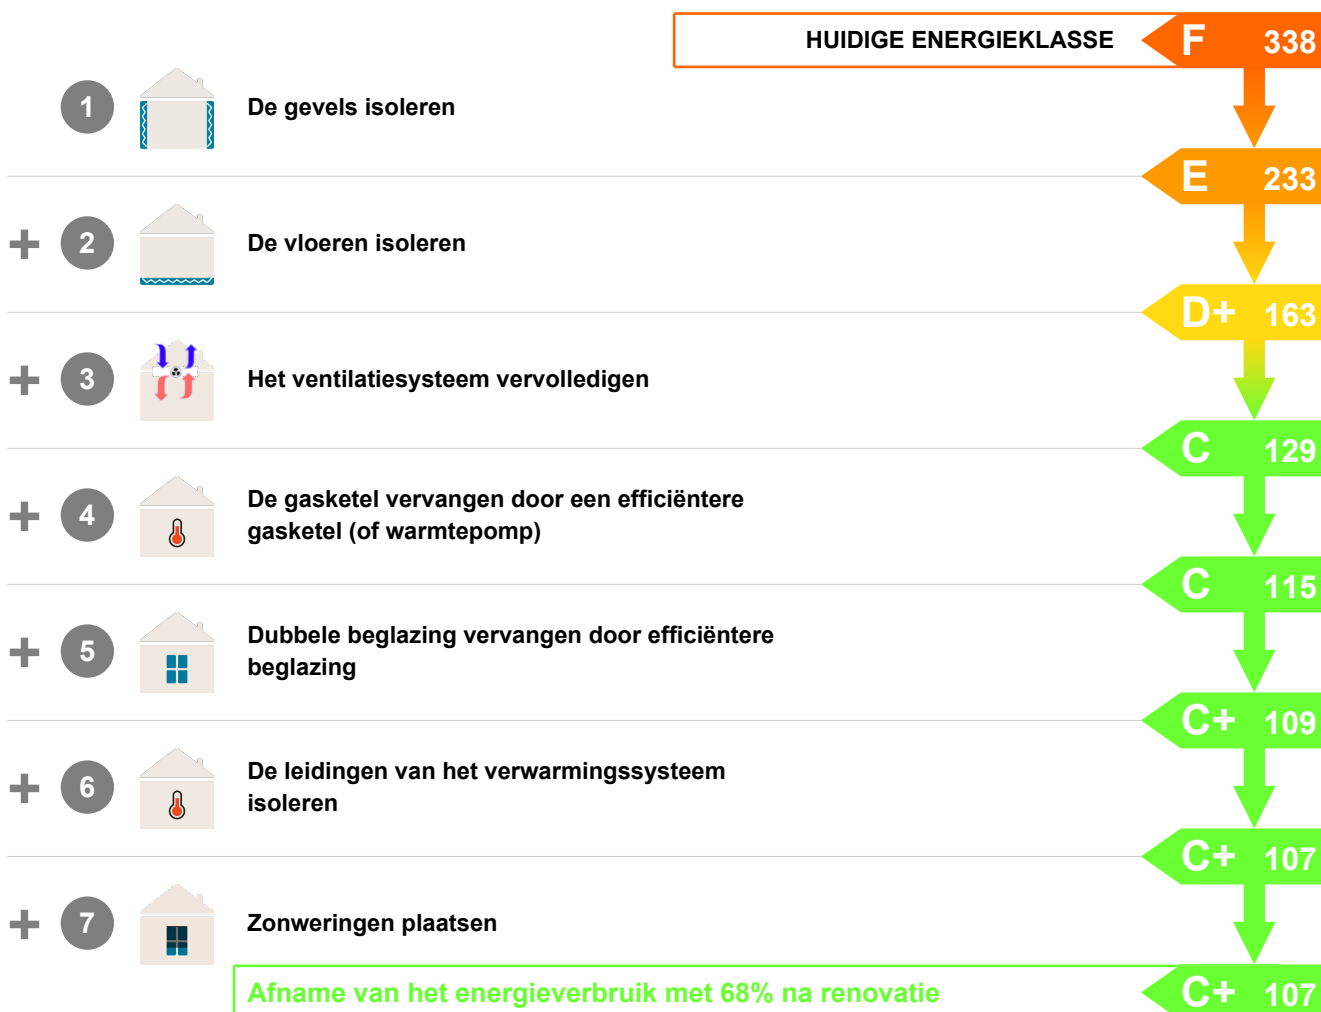 HUIDIGE ENERGIEKLASSE F 338
1 De gevels isoleren
E 233
+ 2 De vloeren isoleren
D+ 163
+ 3 Het ventilatiesysteem vervolledigen
C 129
+ 4 De gasketel vervangen door een efficiëntere
gasketel (of warmtepomp)
C 115
+ 5 Dubbele beglazing vervangen door efficiëntere
beglazing
C+ 109
+ 6 De leidingen van het verwarmingssysteem
isoleren
C+ 107
+ 7 Zonweringen plaatsen
Afname van het energieverbruik met 68% na renovatie C+ 107